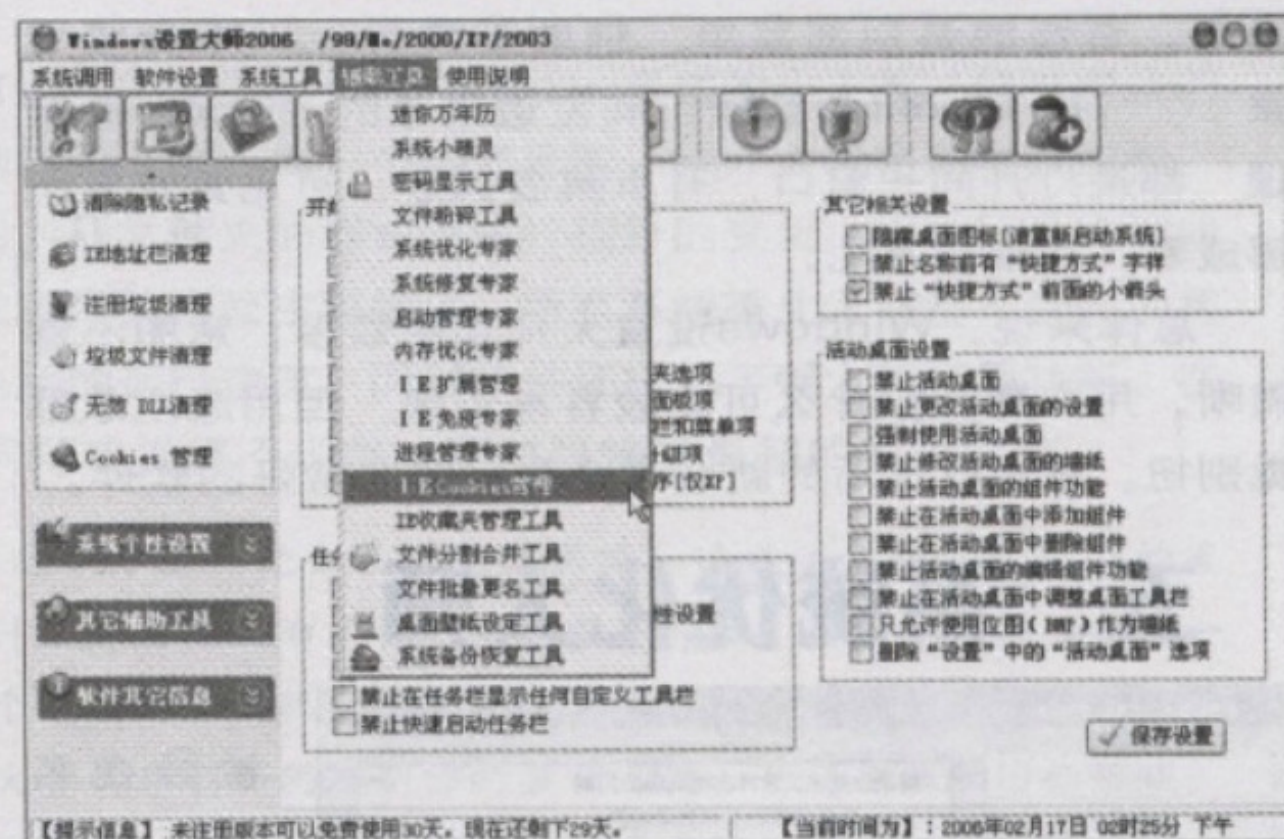 Windows设置大师2006 /98/Me/2000/XP/2003
系统调用 软件设置 系统工具 辅助工具 使用说明
迷你万年历
系统小精灵
密码显示工具
文件粉碎工具
系统优化专家
系统修复专家
启动管理专家
内存优化专家
IE扩展管理
IE免疫专家
进程管理专家
IECookies管理
IE收藏夹管理工具
文件分割合并工具
文件批量更名工具
桌面壁纸设定工具
系统备份恢复工具
清除隐私记录
IE地址栏清理
注册垃圾清理
垃圾文件清理
无效 DLL清理
Cookies 管理
系统个性设置
其它辅助工具
软件其它信息
开始
夹选项
面板项
栏和菜单项
序[仅XP]
任
性设置
禁止在任务栏显示任何自定义工具栏
禁止快速启动任务栏
其它相关设置
隐藏桌面图标[请重新启动系统]
禁止名称前有“快捷方式”字样
禁止“快捷方式”前面的小箭头
活动桌面设置
禁止活动桌面
禁止更改活动桌面的设置
强制使用活动桌面
禁止修改活动桌面的墙纸
禁止活动桌面的组件功能
禁止在活动桌面中添加组件
禁止在活动桌面中删除组件
禁止活动桌面的编辑组件功能
禁止在活动桌面中调整桌面工具栏
只允许使用位图(BMP)作为墙纸
删除“设置”中的“活动桌面”选项
保存设置
【提示信息】 未注册版本可以免费使用30天。现在还剩下29天。
【当前时间为】：2006年02月17日 02时25分 下午